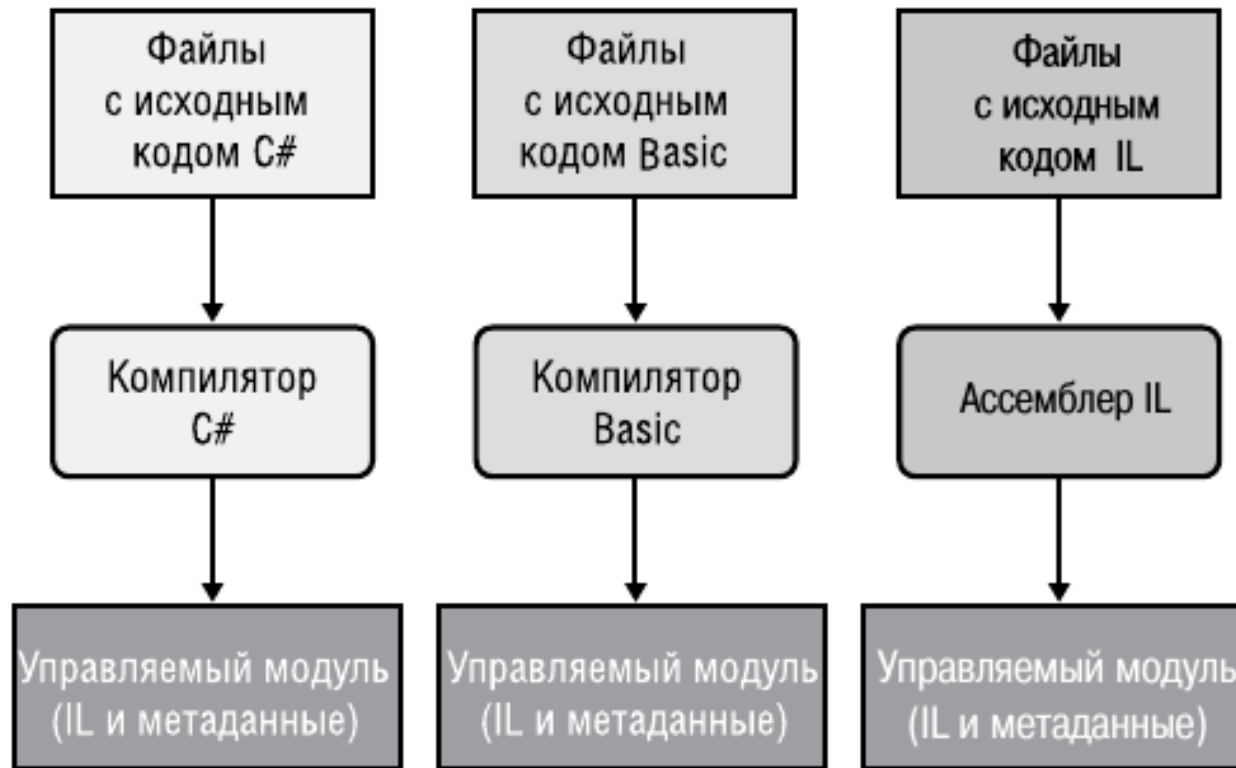 Файлы
с исходным
кодом C#
Файлы
с исходным
кодом Basic
Файлы
с исходным
кодом IL
Компилятор
C#
Компилятор
Basic
Ассемблер IL
Управляемый модуль
(IL и метаданные)
Управляемый модуль
(IL и метаданные)
Управляемый модуль
(IL и метаданные)